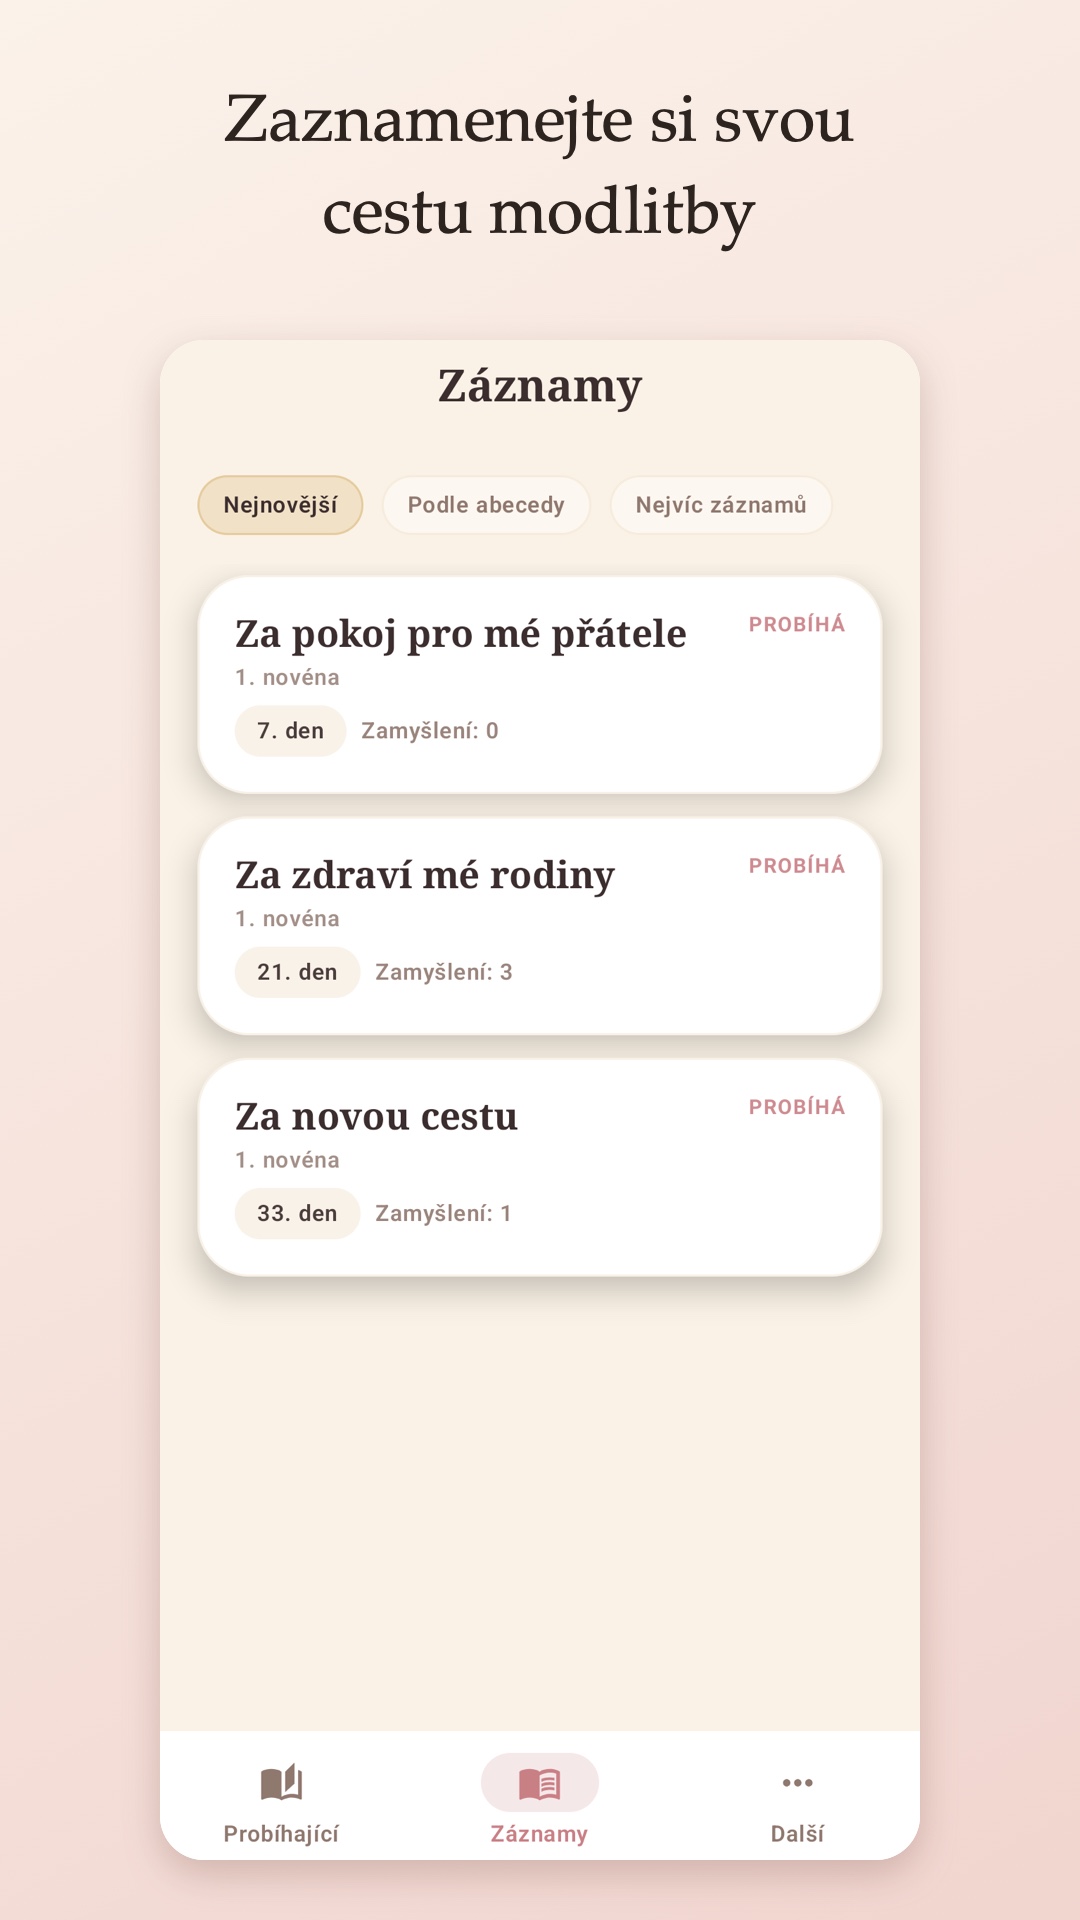 Zaznamenejte si svou
cestu modlitby
Záznamy
Nejnovější
Podle abecedy
Nejvíc záznamů
Za pokoj pro mé přátele
PROBÍHÁ
1. novéna
7. den
Zamyšlení: 0
Za zdraví mé rodiny
PROBÍHÁ
1. novéna
21. den
Zamyšlení: 3
Za novou cestu
PROBÍHÁ
1. novéna
33. den
Zamyšlení: 1
Probíhající
Záznamy
Další